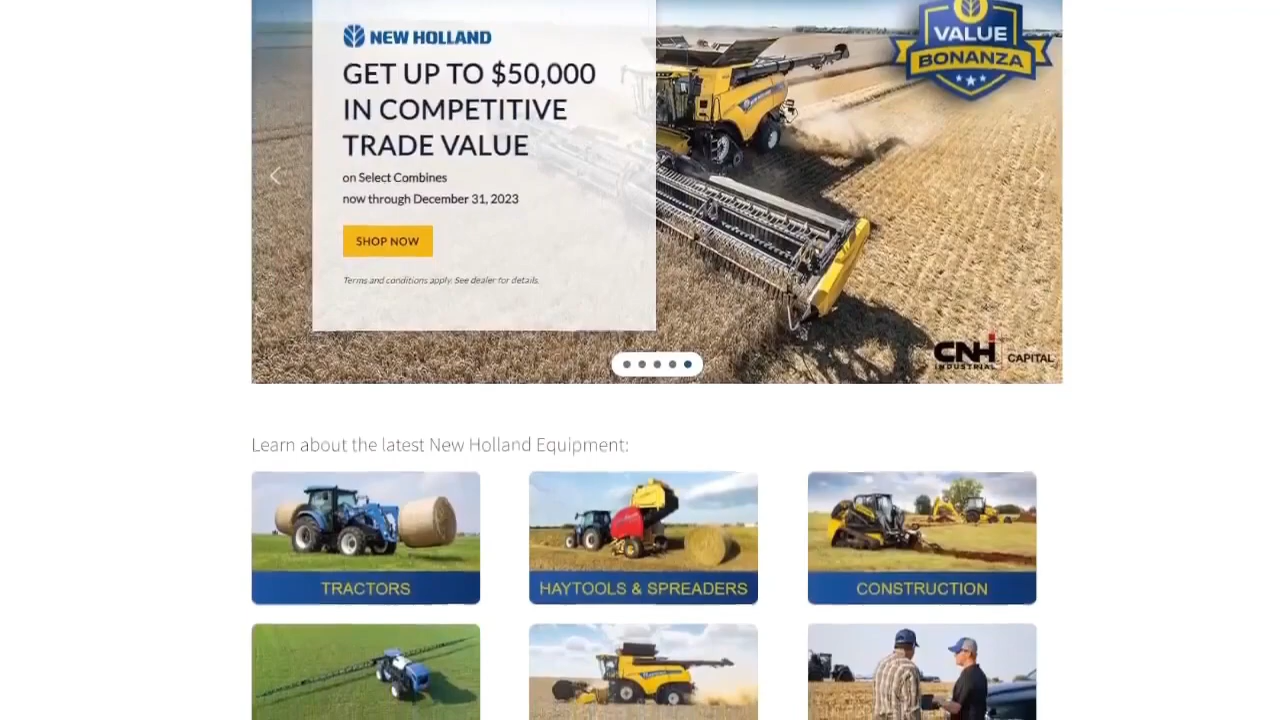 NEW HOLLAND
GET UP TO $50,000
IN COMPETITIVE
TRADE VALUE
on Select Combines
now through December 31, 2023
SHOP NOW
Terms and conditions apply. See dealer for details.
VALUE
BONANZA
CNH
INDUSTRIAL
CAPITAL
Learn about the latest New Holland Equipment:
TRACTORS
HAYTOOLS & SPREADERS
CONSTRUCTION